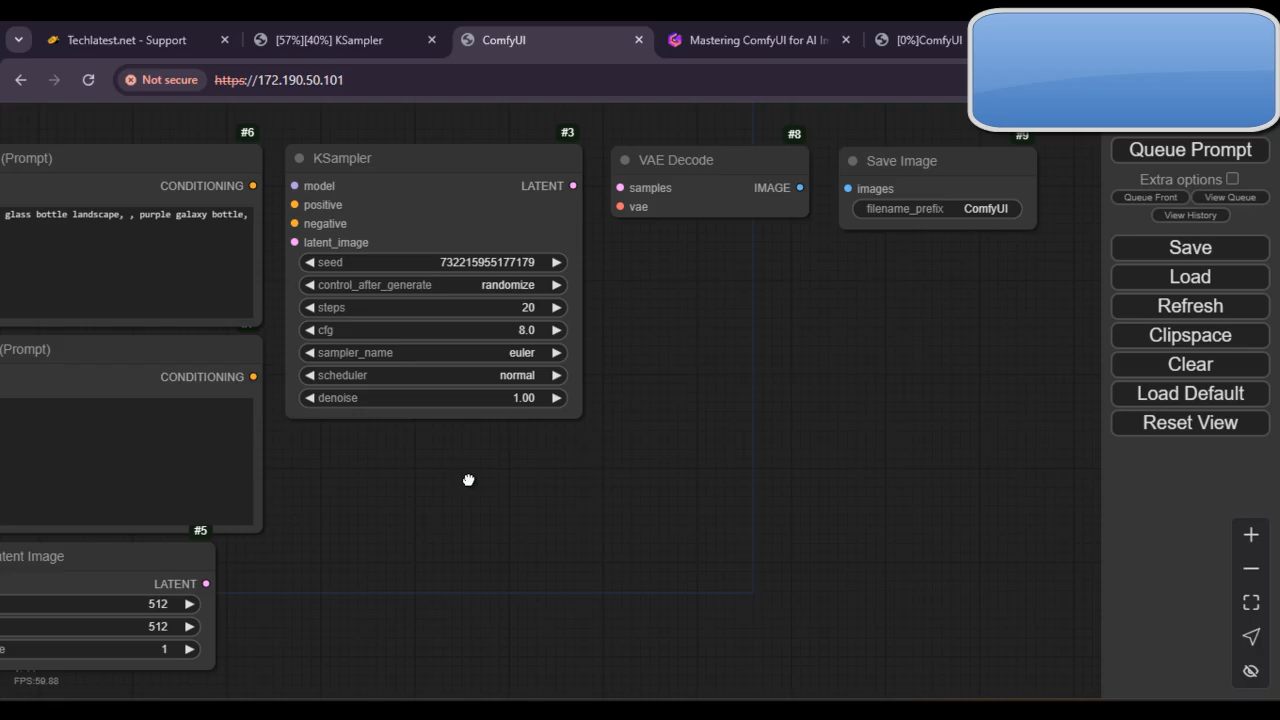 Techlatest.net - Support
[57%][40%] KSampler
ComfyUI
Mastering ComfyUI for AI
[0%]ComfyUI
Not secure
https://172.190.50.101
#6
#3
#8
#9
(Prompt)
CONDITIONING
glass bottle landscape, , purple galaxy bottle,
KSampler
model
LATENT
positive
negative
latent_image
seed 732215955177179
control_after_generate randomize
steps 20
cfg 8.0
sampler_name euler
scheduler normal
denoise 1.00
VAE Decode
samples
IMAGE
vae
Save Image
images
filename_prefix ComfyUI
(Prompt)
CONDITIONING
#5
tent Image
LATENT
512
512
1
FPS:59.88
Queue Prompt
Extra options
Queue Front
View Queue
View History
Save
Load
Refresh
Clipspace
Clear
Load Default
Reset View